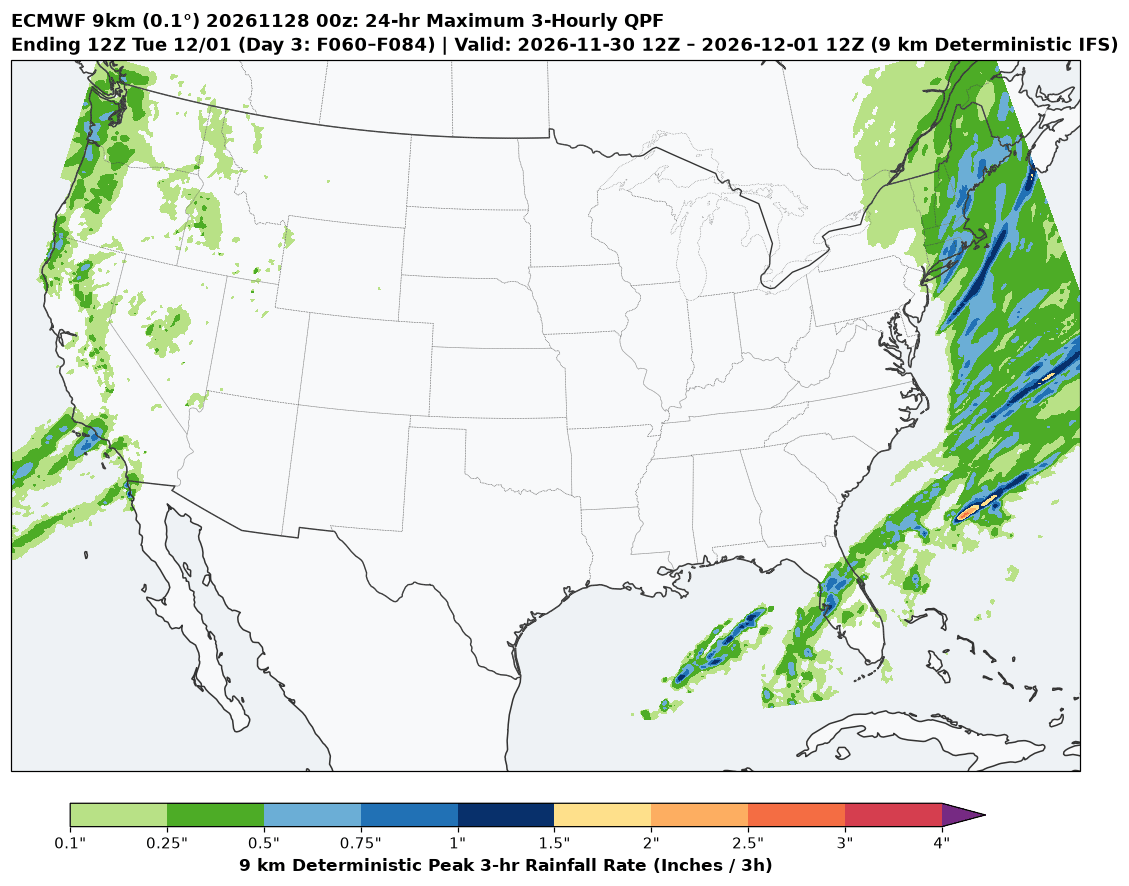 ECMWF 9km (0.1°) 20261128 00z: 24-hr Maximum 3-Hourly QPF
Ending 12Z Tue 12/01 (Day 3: F060–F084) | Valid: 2026-11-30 12Z – 2026-12-01 12Z (9 km Deterministic IFS)
0.1" 0.25" 0.5" 0.75" 1" 1.5" 2" 2.5" 3" 4"
9 km Deterministic Peak 3-hr Rainfall Rate (Inches / 3h)